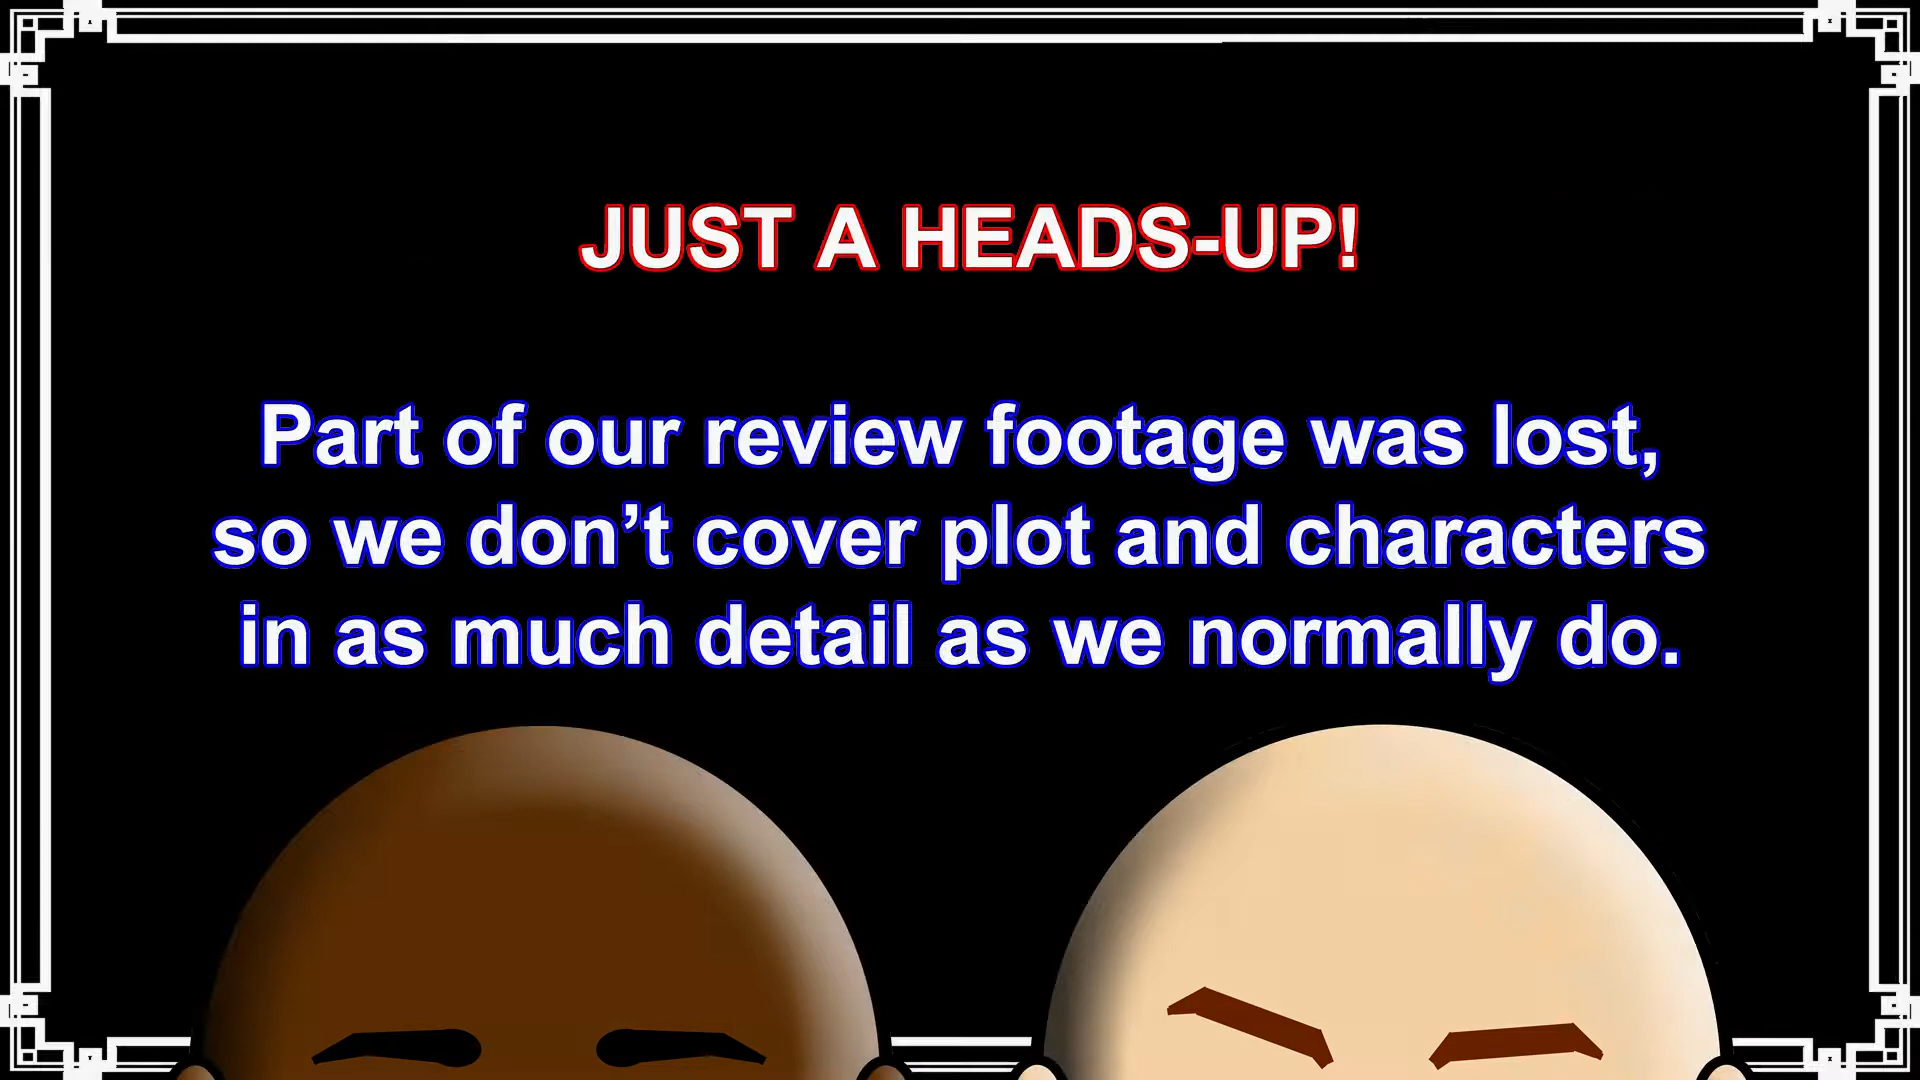 JUST A HEADS-UP!
Part of our review footage was lost,
so we don’t cover plot and characters
in as much detail as we normally do.